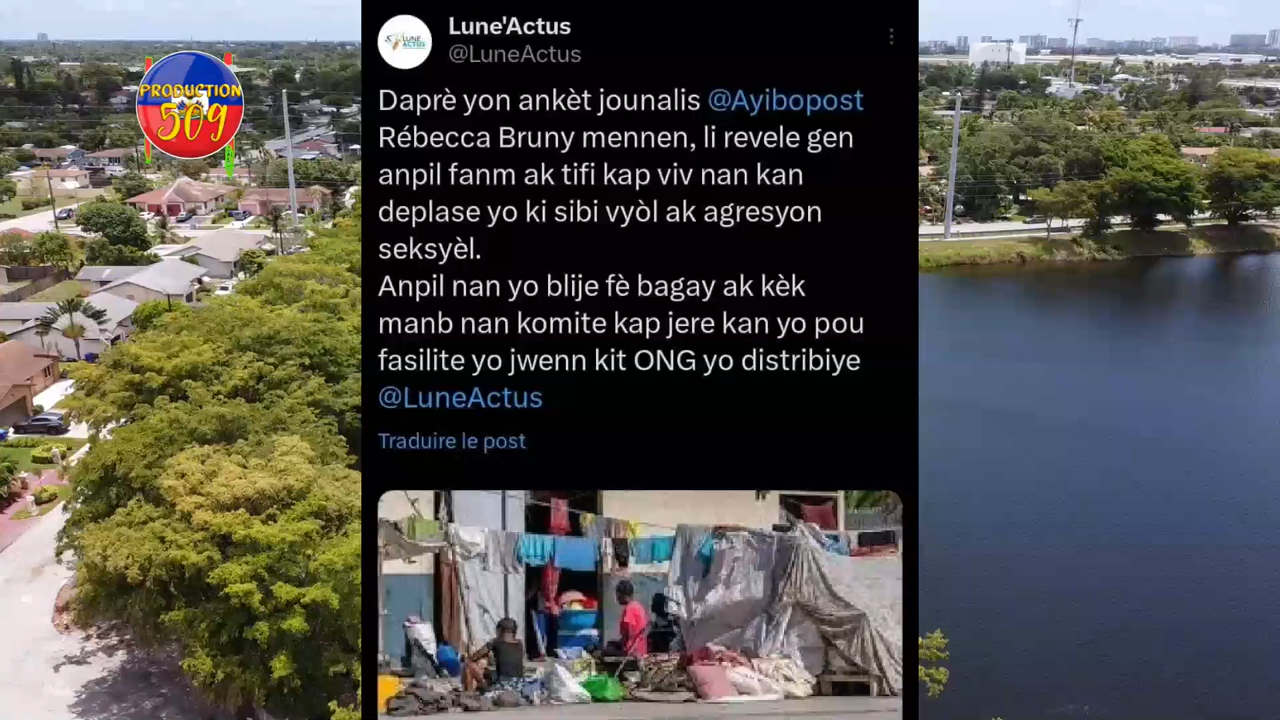 PRODUCTION
509
Lune'Actus
@LuneActus
LUNE
ACTUS
Daprè yon ankèt jounalis @Ayibopost
Rébecca Bruny mennen, li revele gen
anpil fanm ak tifi kap viv nan kan
deplase yo ki sibi vyòl ak agresyon
seksyèl.
Anpil nan yo blije fè bagay ak kèk
manb nan komite kap jere kan yo pou
fasilite yo jwenn kit ONG yo distribiye
@LuneActus
Traduire le post